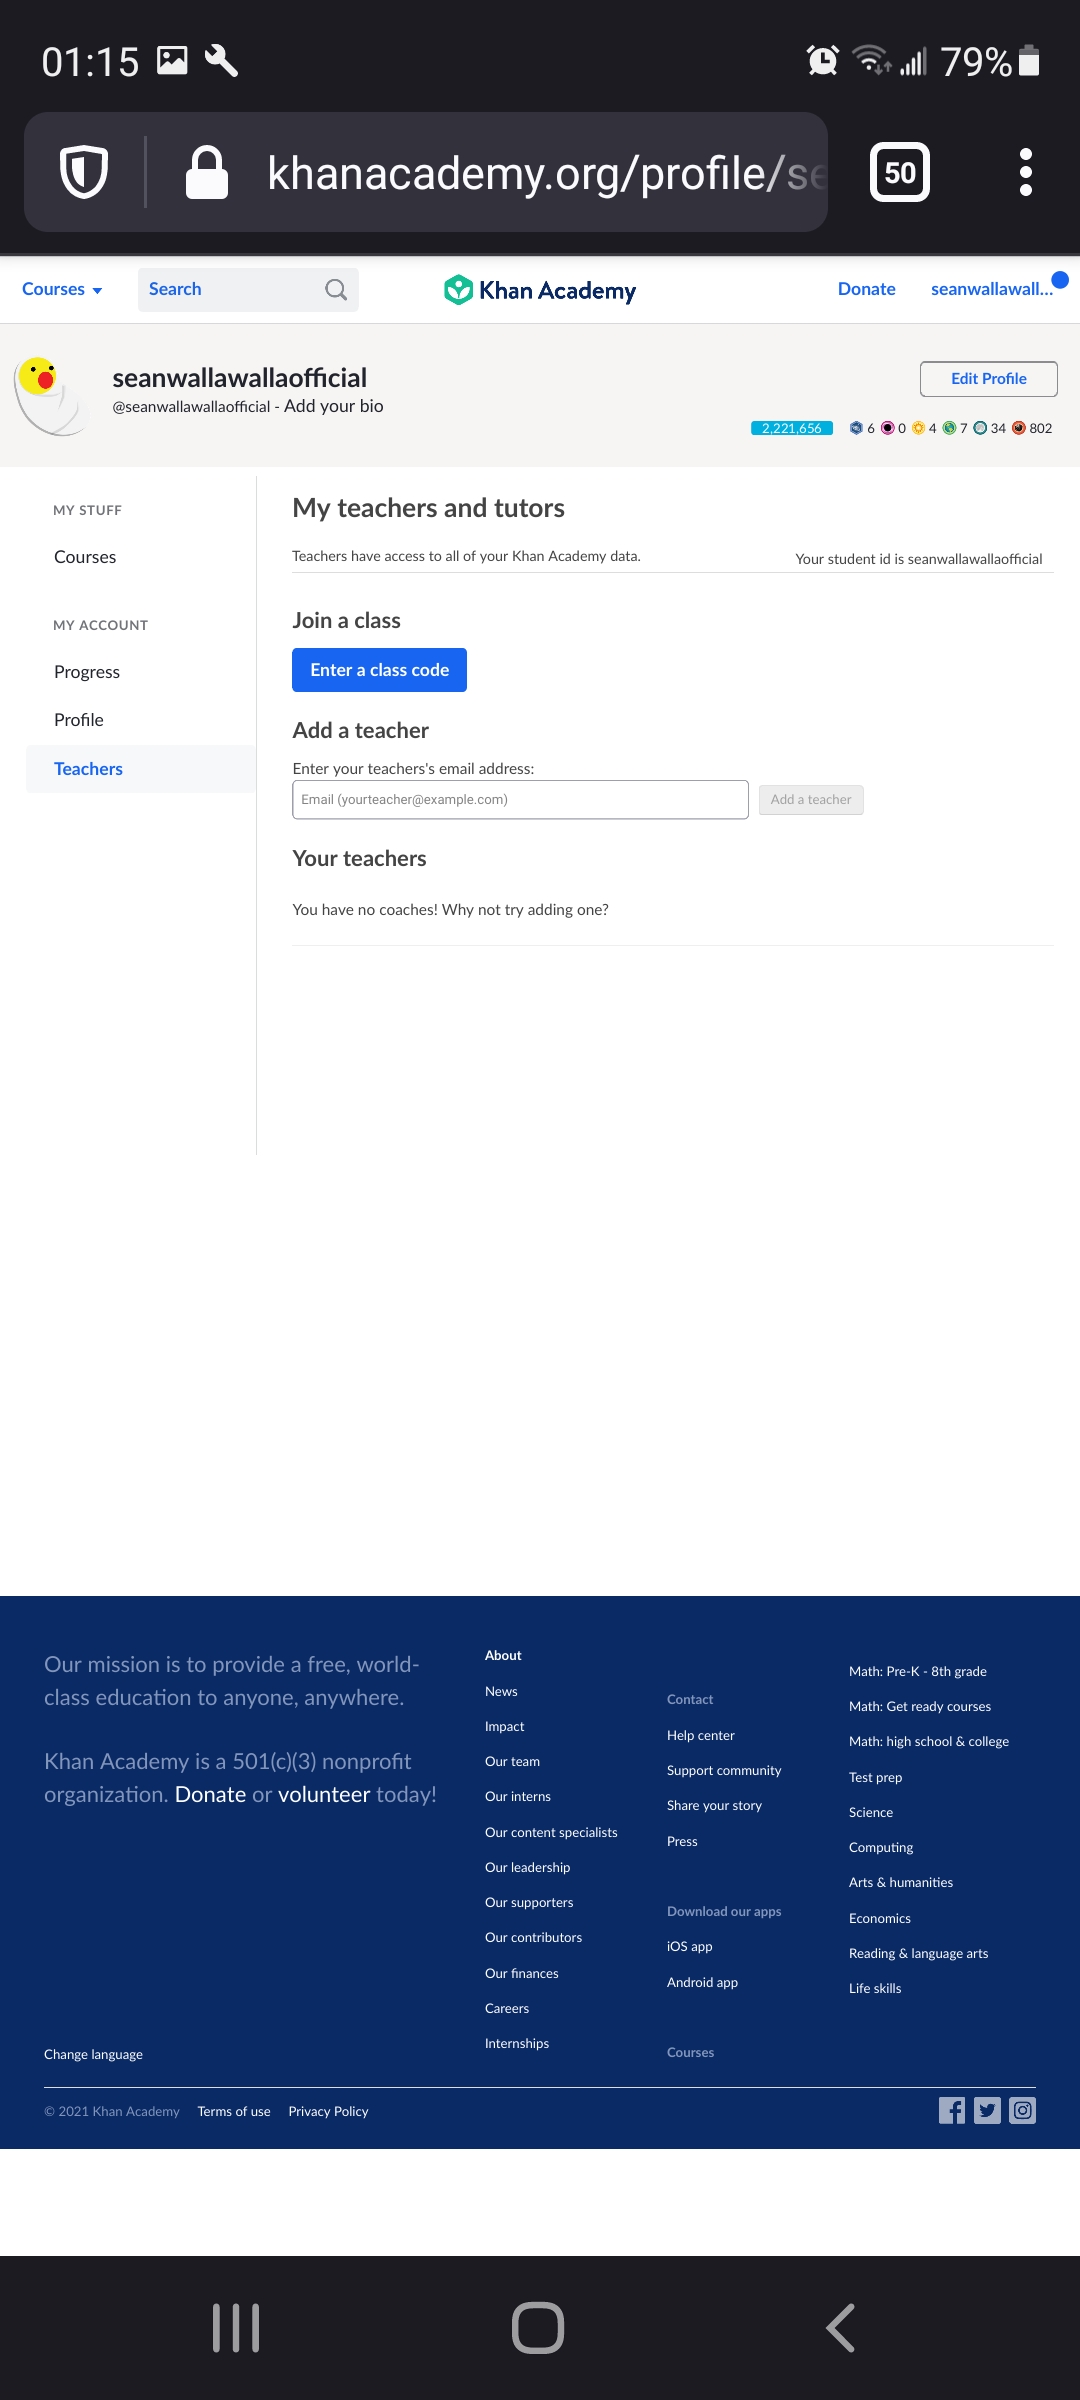 01:15
79%
khanacademy.org/profile/se
50
Courses
Search
Khan Academy
Donate
seanwallawall...
seanwallawallaofficial
@seanwallawallaofficial - Add your bio
Edit Profile
2,221,656 6 0 4 7 34 802
MY STUFF
Courses
MY ACCOUNT
Progress
Profile
Teachers
My teachers and tutors
Teachers have access to all of your Khan Academy data.
Your student id is seanwallawallaofficial
Join a class
Enter a class code
Add a teacher
Enter your teachers's email address:
Email (yourteacher@example.com)
Add a teacher
Your teachers
You have no coaches! Why not try adding one?
Our mission is to provide a free, world-
class education to anyone, anywhere.
Khan Academy is a 501(c)(3) nonprofit
organization. Donate or volunteer today!
About
News
Impact
Our team
Our interns
Our content specialists
Our leadership
Our supporters
Our contributors
Our finances
Careers
Internships
Contact
Help center
Support community
Share your story
Press
Download our apps
iOS app
Android app
Courses
Math: Pre-K - 8th grade
Math: Get ready courses
Math: high school & college
Test prep
Science
Computing
Arts & humanities
Economics
Reading & language arts
Life skills
Change language
© 2021 Khan Academy Terms of use Privacy Policy